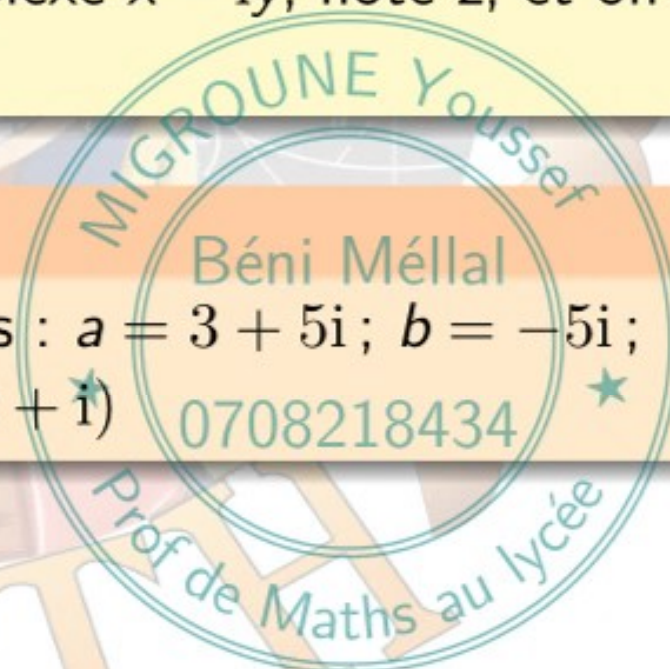 MIGROUNE Youssef
Béni Méllal
: a = 3 + 5i ; b = −5i ;
+ i)
0708218434
Prof de Maths au lycée